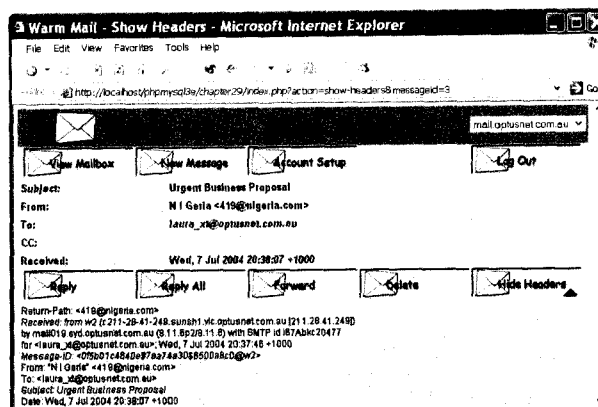 Warm Mail - Show Headers - Microsoft Internet Explorer
File Edit View Favorites Tools Help
http://localhost/phpmysql3e/chapter29/index.php?action=show-headers&messageid=3 Go
mail.optusnet.com.au
View Mailbox New Message Account Setup Log Out
Subject: Urgent Business Proposal
From: N I Geria <419@nigeria.com>
To: laura_xt@optusnet.com.au
CC:
Received: Wed, 7 Jul 2004 20:38:07 +1000
Reply Reply All Forward Delete Hide Headers
Return-Path: <419@nigeria.com>
Received: from w2 (c211-28-41-249.sunsh1.vic.optusnet.com.au [211.28.41.249])
by mail019.syd.optusnet.com.au (8.11.6p2/8.11.6) with SMTP id
for <laura_xt@optusnet.com.au>; Wed, 7 Jul 2004 20:37:46 +1000
Message-ID:
From: "N I Geria" <419@nigeria.com>
To: <laura_xt@optusnet.com.au>
Subject: Urgent Business Proposal
Date: Wed, 7 Jul 2004 20:38:07 +1000